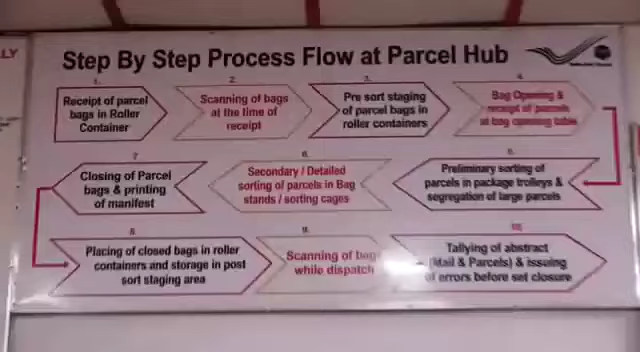 LY
Step By Step Process Flow at Parcel Hub
1.
Receipt of parcel
bags in Roller
Container
2.
Scanning of bags
at the time of
receipt
3.
Pre sort staging
of parcel bags in
roller containers
4.
Bag Opening &
receipt of parcels
at bag opening table
5.
Preliminary sorting of
parcels in package trolleys &
segregation of large parcels
6.
Secondary / Detailed
sorting of parcels in Bag
stands / sorting cages
7.
Closing of Parcel
bags & printing
of manifest
8.
Placing of closed bags in roller
containers and storage in post
sort staging area
9.
Scanning of bag
while dispatch
10.
Tallying of abstract
(Mail & Parcels) & issuing
of errors before set closure